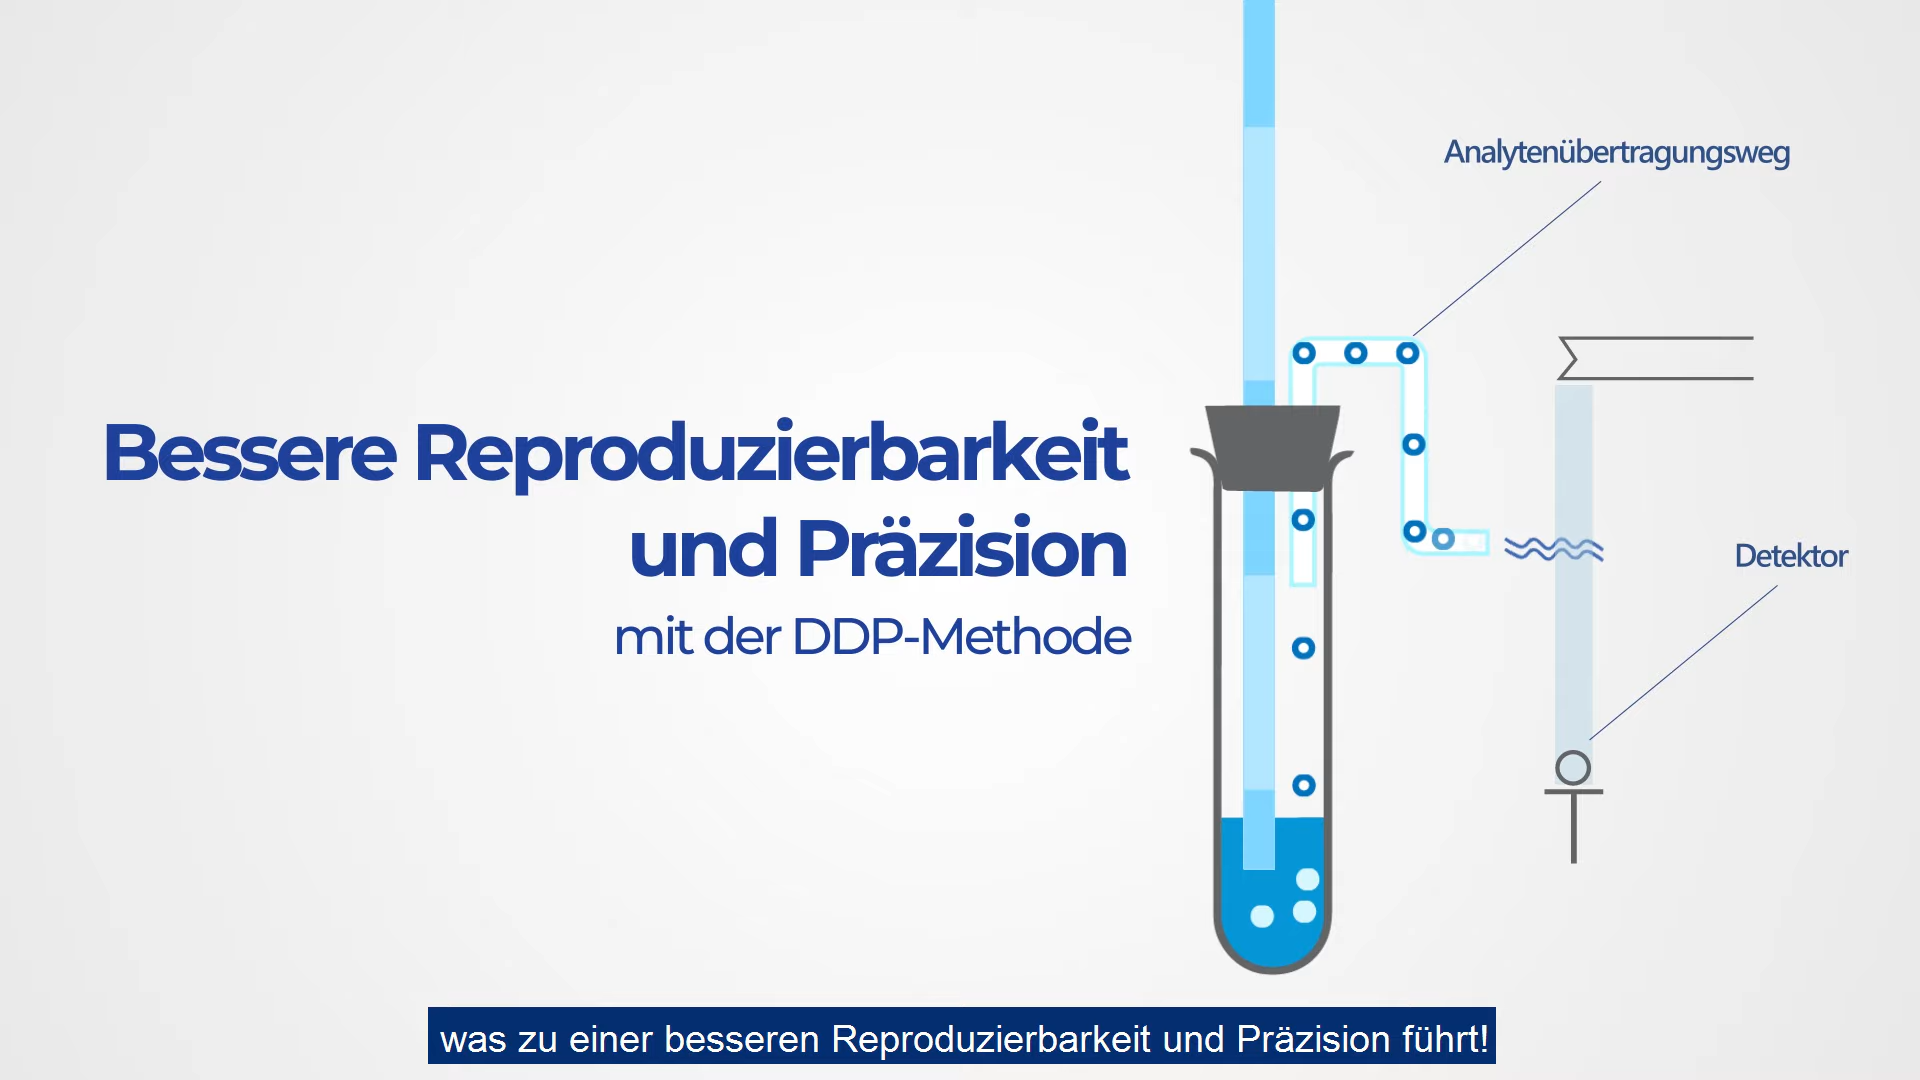 Analytenübertragungsweg
Bessere Reproduzierbarkeit
und Präzision
mit der DDP-Methode
Detektor
was zu einer besseren Reproduzierbarkeit und Präzision führt!